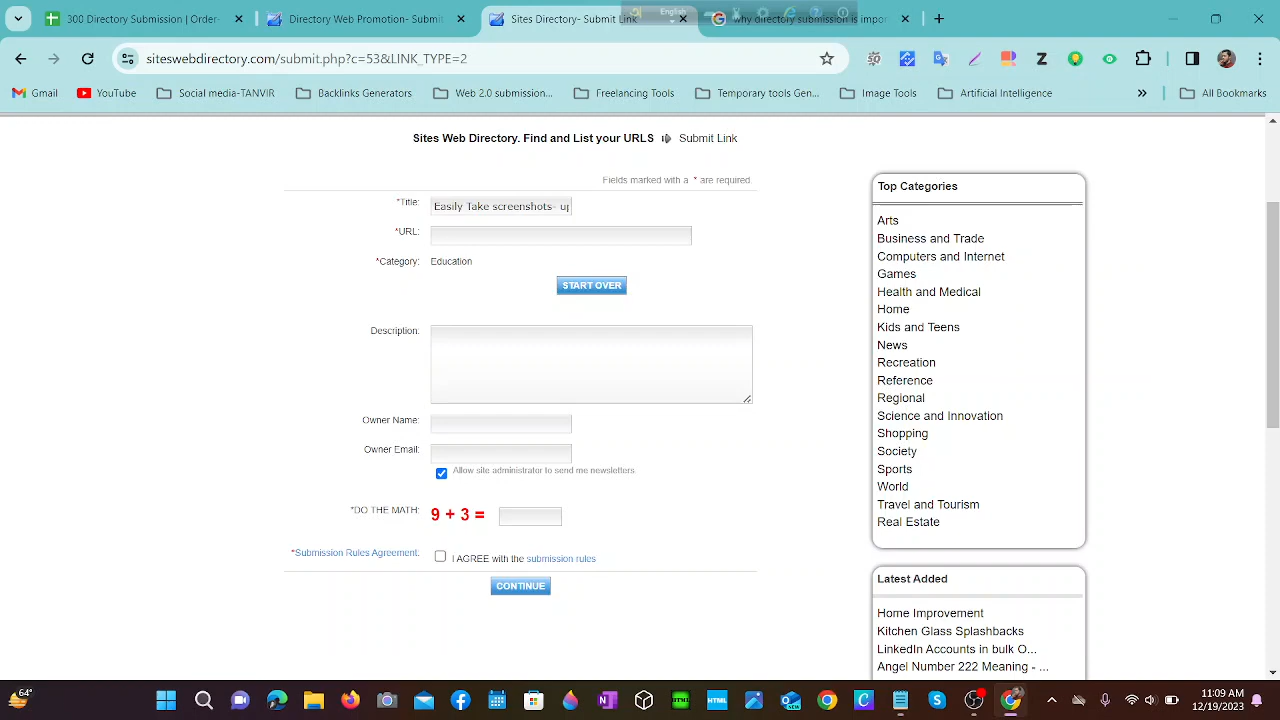 English
300 Directory Submission List | O
Directory Web Promotions- Subm
Sites Web Directory- Submit Link
why directory submission is impor
siteswebdirectory.com/submit.php?c=53&LINK_TYPE=2
Gmail
YouTube
Social media-TANVIR
Backlinks Generators
Web 2.0 submission...
Freelancing Tools
Temporary tools Gen...
Image Tools
Artificial Intelligence
All Bookmarks
Sites Web Directory. Find and List your URLS Submit Link
Fields marked with a * are required.
*Title: Easily Take screenshots- up
*URL:
*Category: Education
START OVER
Description:
Owner Name:
Owner Email:
Allow site administrator to send me newsletters.
*DO THE MATH: 9 + 3 =
*Submission Rules Agreement: I AGREE with the submission rules
CONTINUE
Top Categories
Arts
Business and Trade
Computers and Internet
Games
Health and Medical
Home
Kids and Teens
News
Recreation
Reference
Regional
Science and Innovation
Shopping
Society
Sports
World
Travel and Tourism
Real Estate
Latest Added
Home Improvement
Kitchen Glass Splashbacks
LinkedIn Accounts in bulk O...
Angel Number 222 Meaning - ...
64°
11:09 AM
12/19/2023